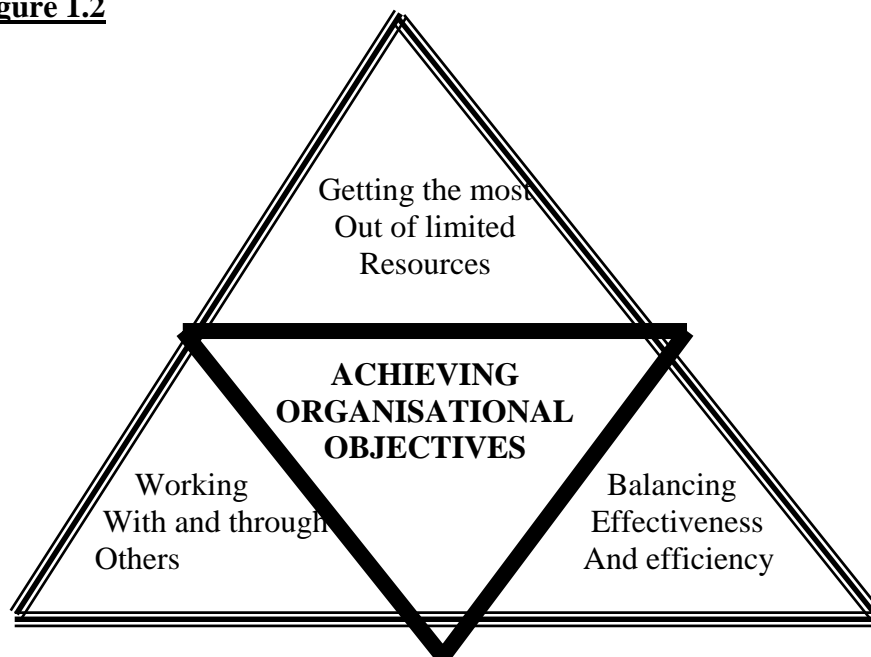 gure 1.2
Getting the most
Out of limited
Resources
ACHIEVING
ORGANISATIONAL
OBJECTIVES
Working
With and through
Others
Balancing
Effectiveness
And efficiency